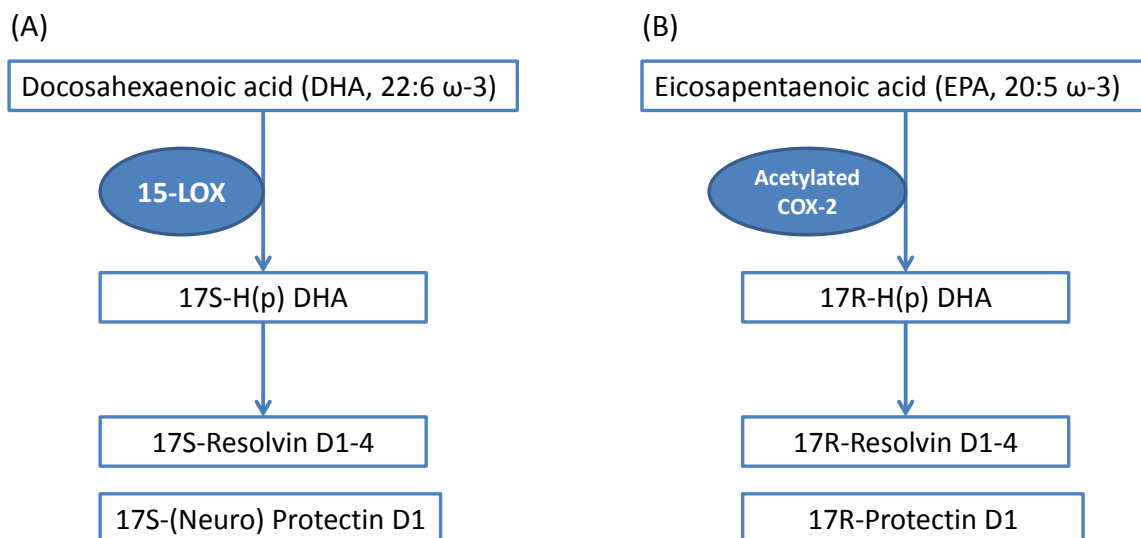 (A)
Docosahexaenoic acid (DHA, 22:6 ω-3)
15-LOX
17S-H(p) DHA
17S-Resolvin D1-4
17S-(Neuro) Protectin D1
(B)
Eicosapentaenoic acid (EPA, 20:5 ω-3)
Acetylated
COX-2
17R-H(p) DHA
17R-Resolvin D1-4
17R-Protectin D1